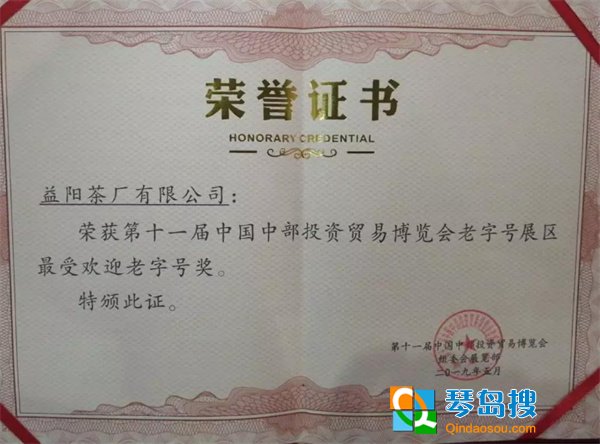 荣誉证书
HONORARY CREDENTIAL
益阳茶厂有限公司：
荣获第十一届中国中部投资贸易博览会老字号展区
最受欢迎老字号奖。
特颁此证。
第十一届中国中部投资贸易博览会
组委会展览部
二〇一九年五月
琴岛搜
Qindaosou.com